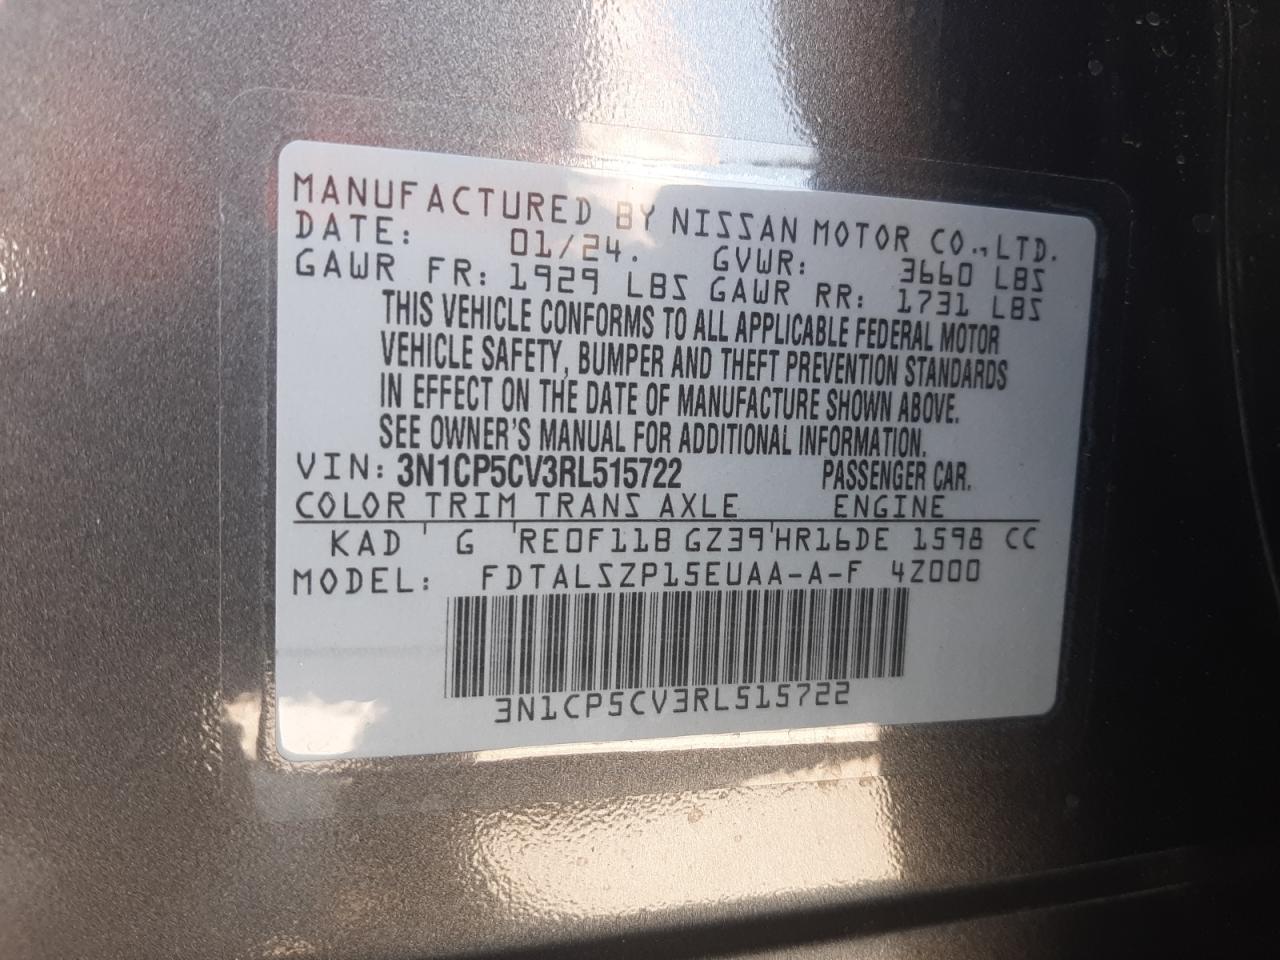 MANUFACTURED BY NISSAN MOTOR CO.,LTD.
DATE: 01/24. GVWR: 3660 LBS
GAWR FR: 1929 LBS GAWR RR: 1731 LBS
THIS VEHICLE CONFORMS TO ALL APPLICABLE FEDERAL MOTOR
VEHICLE SAFETY, BUMPER AND THEFT PREVENTION STANDARDS
IN EFFECT ON THE DATE OF MANUFACTURE SHOWN ABOVE.
SEE OWNER'S MANUAL FOR ADDITIONAL INFORMATION.
VIN: 3N1CP5CV3RL515722 PASSENGER CAR.
COLOR TRIM TRANS AXLE ENGINE
KAD G RE0F11B GZ39 HR16DE 1598 CC
MODEL: FDTALSZP15EUAA-A-F 4Z000
3N1CP5CV3RL515722